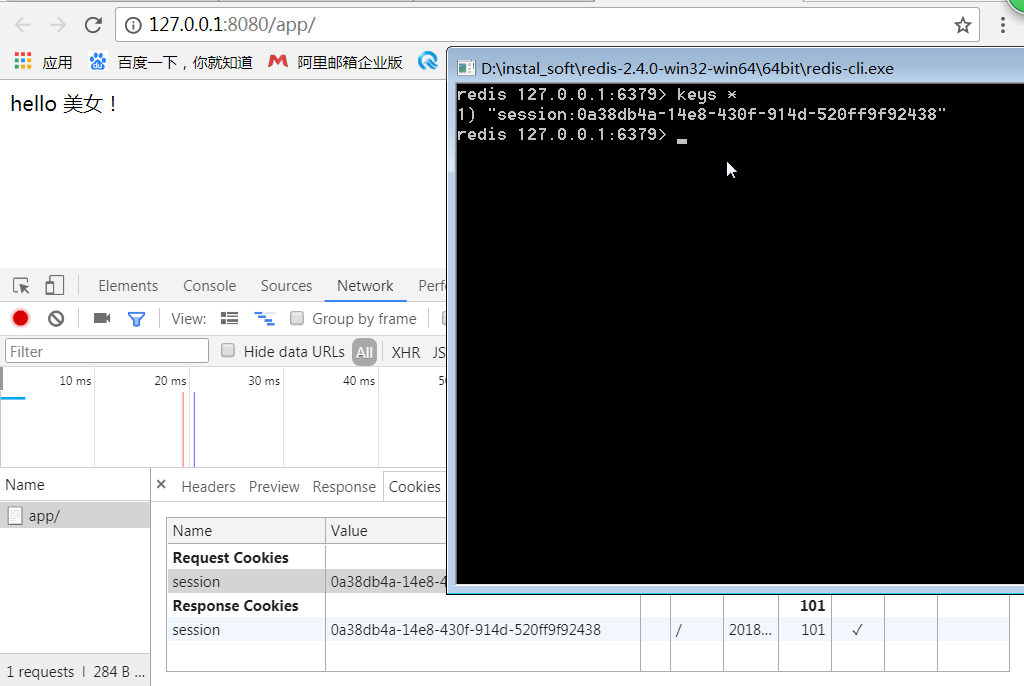 127.0.0.1:8080/app/
应用 百度一下，你就知道 阿里邮箱企业版
hello 美女！
D:\instal_soft\redis-2.4.0-win32-win64\64bit\redis-cli.exe
redis 127.0.0.1:6379> keys *
1) "session:0a38db4a-14e8-430f-914d-520ff9f92438"
redis 127.0.0.1:6379>
Elements Console Sources Network Perf
View: Group by frame
Filter Hide data URLs All XHR JS
10 ms 20 ms 30 ms 40 ms
Name Headers Preview Response Cookies
app/
Name Value
Request Cookies
session 0a38db4a-14e8-4
Response Cookies 101
session 0a38db4a-14e8-430f-914d-520ff9f92438 / 2018... 101 ✓
1 requests | 284 B ...